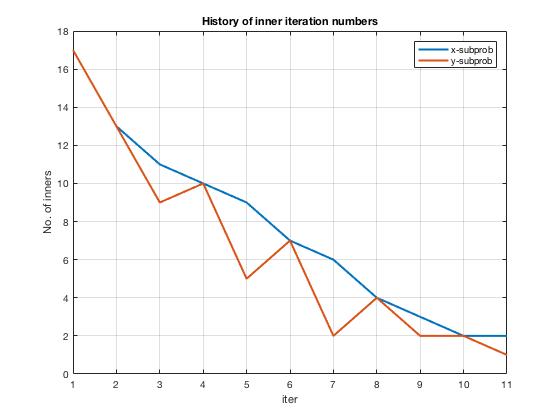 History of inner iteration numbers
x-subprob
y-subprob
18
16
14
12
10
8
6
4
2
0
No. of inners
1 2 3 4 5 6 7 8 9 10 11
iter